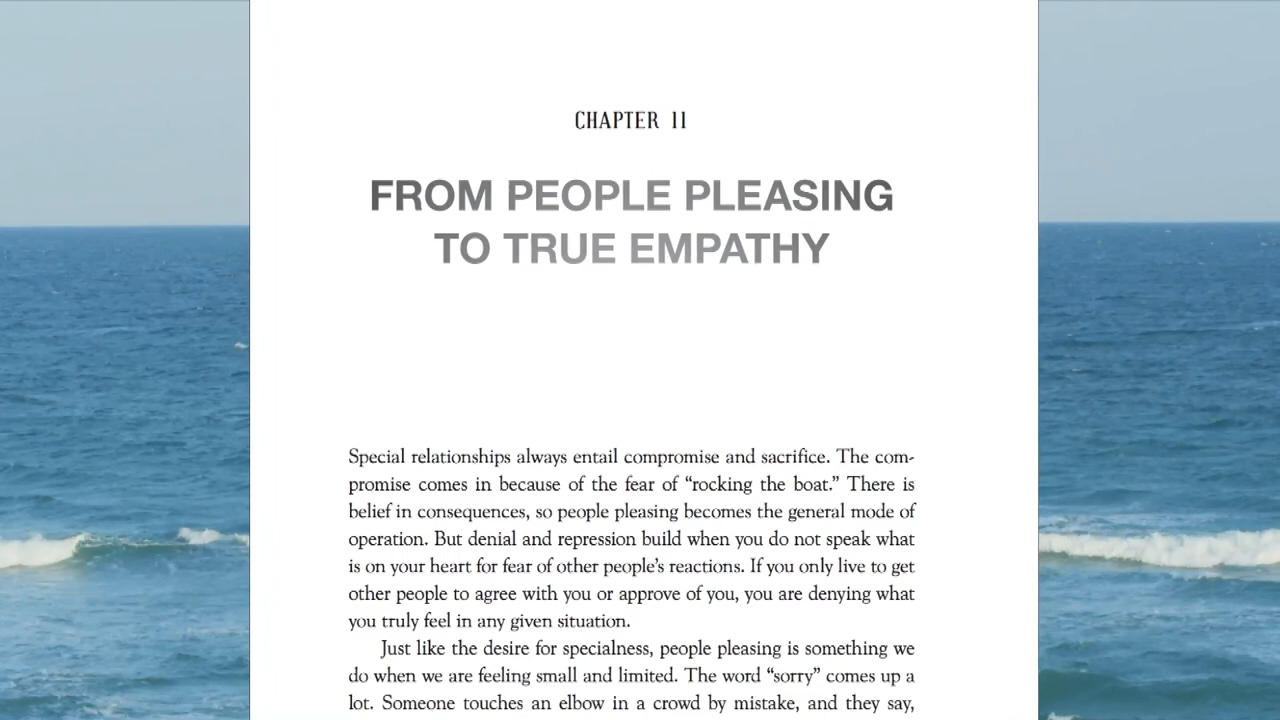 CHAPTER 11
FROM PEOPLE PLEASING
TO TRUE EMPATHY
Special relationships always entail compromise and sacrifice. The com-
promise comes in because of the fear of “rocking the boat.” There is
belief in consequences, so people pleasing becomes the general mode of
operation. But denial and repression build when you do not speak what
is on your heart for fear of other people’s reactions. If you only live to get
other people to agree with you or approve of you, you are denying what
you truly feel in any given situation.
Just like the desire for specialness, people pleasing is something we
do when we are feeling small and limited. The word “sorry” comes up a
lot. Someone touches an elbow in a crowd by mistake, and they say,